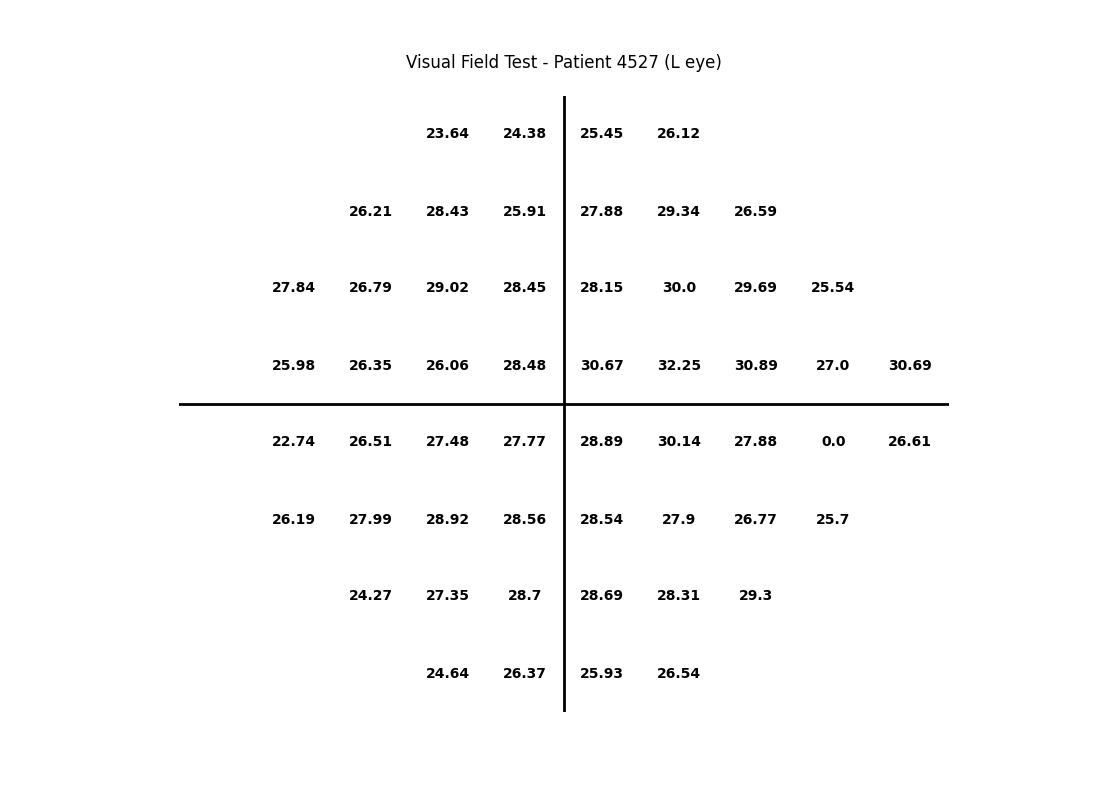 Visual Field Test - Patient 4527 (L eye)
23.64 24.38 25.45 26.12
26.21 28.43 25.91 27.88 29.34 26.59
27.84 26.79 29.02 28.45 28.15 30.0 29.69 25.54
25.98 26.35 26.06 28.48 30.67 32.25 30.89 27.0 30.69
22.74 26.51 27.48 27.77 28.89 30.14 27.88 0.0 26.61
26.19 27.99 28.92 28.56 28.54 27.9 26.77 25.7
24.27 27.35 28.7 28.69 28.31 29.3
24.64 26.37 25.93 26.54